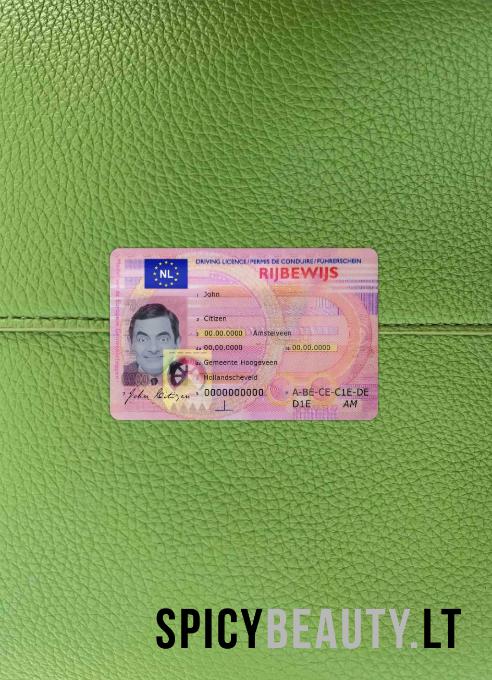 NL
DRIVING LICENCE/PERMIS DE CONDUIRE/FÜHRERSCHEIN
RIJBEWIJS
1 John
2 Citizen
3 00.00.0000 Amstelveen
4a 00.00.0000 4b 00.00.0000
4c Gemeente Hoogeveen
Hollandscheveld
5 0000000000 9 A-BE-CE-C1E-DE
D1E AM
7 John Citizen
SPICYBEAUTY.LT